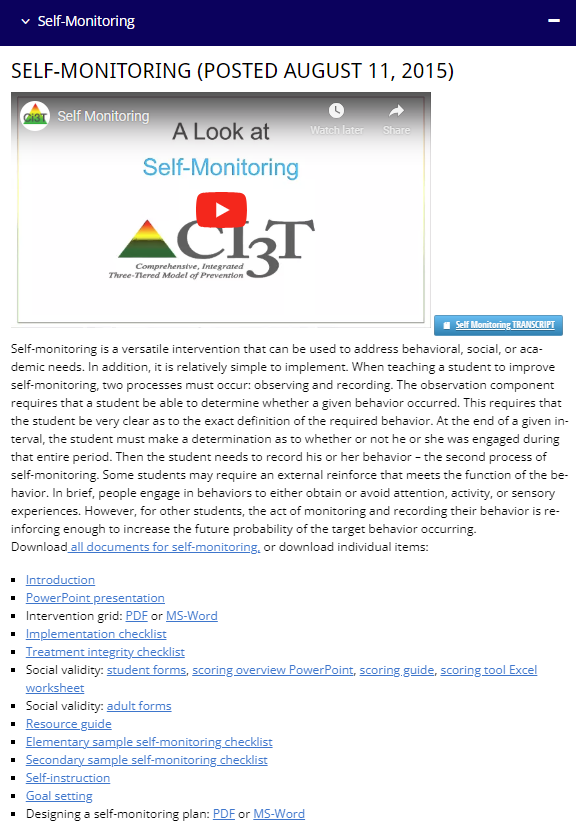 Self-Monitoring
SELF-MONITORING (POSTED AUGUST 11, 2015)
CI3T
Self Monitoring
Watch later
Share
A Look at
Self-Monitoring
CI3T
Comprehensive, Integrated
Three-Tiered Model of Prevention
Self Monitoring TRANSCRIPT
Self-monitoring is a versatile intervention that can be used to address behavioral, social, or aca-
demic needs. In addition, it is relatively simple to implement. When teaching a student to improve
self-monitoring, two processes must occur: observing and recording. The observation component
requires that a student be able to determine whether a given behavior occurred. This requires that
the student be very clear as to the exact definition of the required behavior. At the end of a given in-
terval, the student must make a determination as to whether or not he or she was engaged during
that entire period. Then the student needs to record his or her behavior – the second process of
self-monitoring. Some students may require an external reinforce that meets the function of the be-
havior. In brief, people engage in behaviors to either obtain or avoid attention, activity, or sensory
experiences. However, for other students, the act of monitoring and recording their behavior is re-
inforcing enough to increase the future probability of the target behavior occurring.
Download all documents for self-monitoring, or download individual items:
Introduction
PowerPoint presentation
Intervention grid: PDF or MS-Word
Implementation checklist
Treatment integrity checklist
Social validity: student forms, scoring overview PowerPoint, scoring guide, scoring tool Excel
worksheet
Social validity: adult forms
Resource guide
Elementary sample self-monitoring checklist
Secondary sample self-monitoring checklist
Self-instruction
Goal setting
Designing a self-monitoring plan: PDF or MS-Word